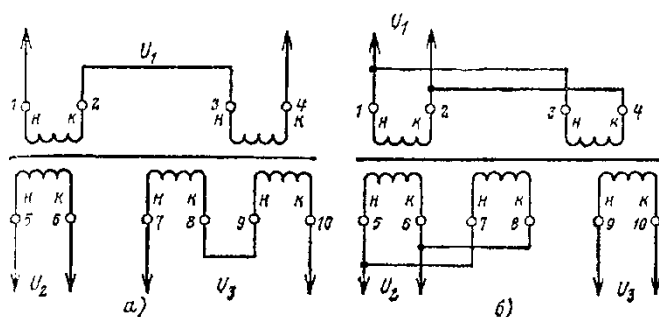 U₁
1 2 3 4
Н К Н К
Н К Н К Н К
5 6 7 8 9 10
U₂ U₃
а)
U₁
1 2 3 4
Н К Н К
Н К Н К Н К
5 6 7 8 9 10
U₂ U₃
б)